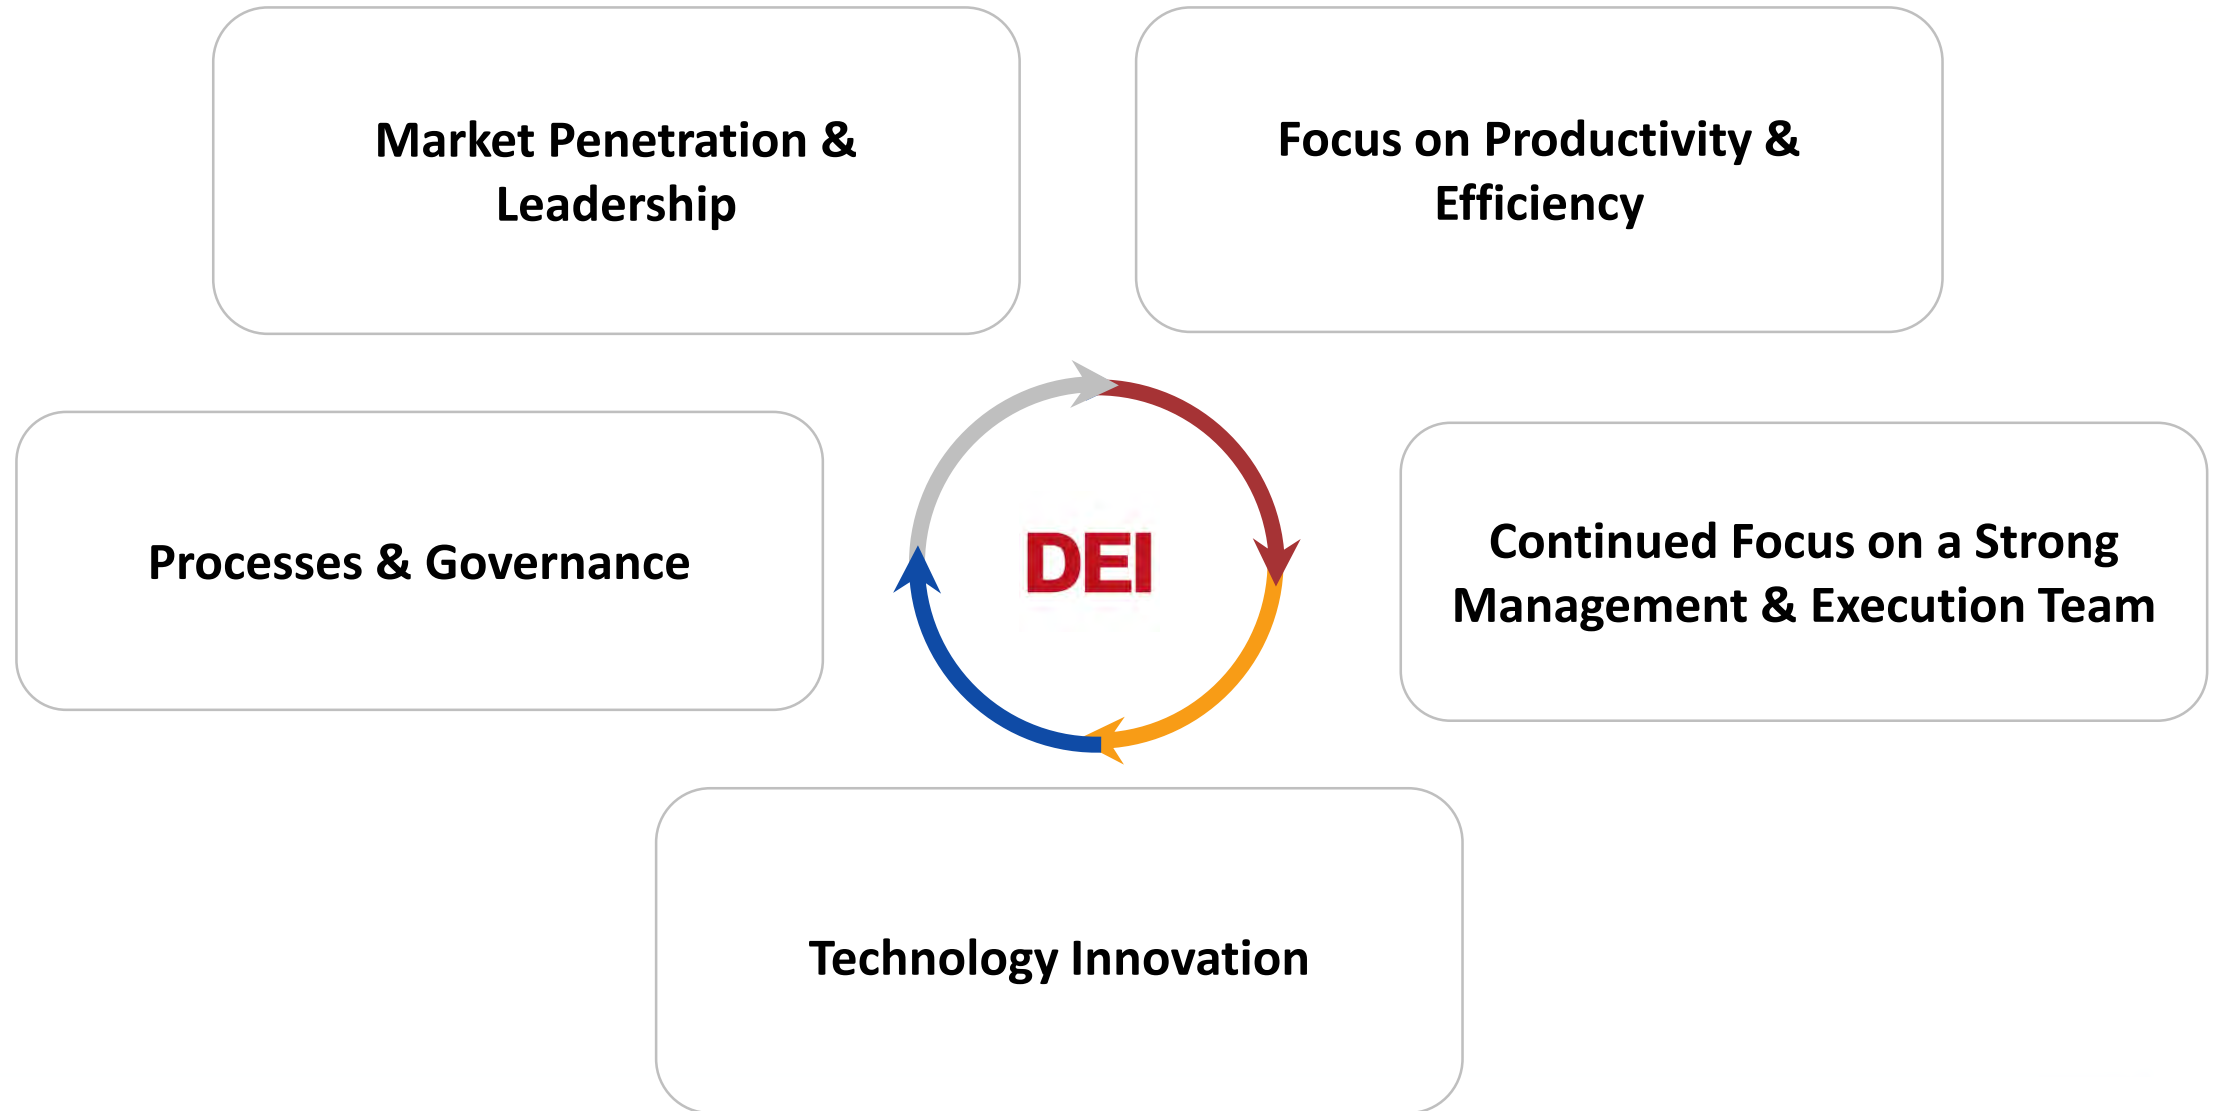 Market Penetration &
Leadership
Focus on Productivity &
Efficiency
Processes & Governance
DEI
Continued Focus on a Strong
Management & Execution Team
Technology Innovation